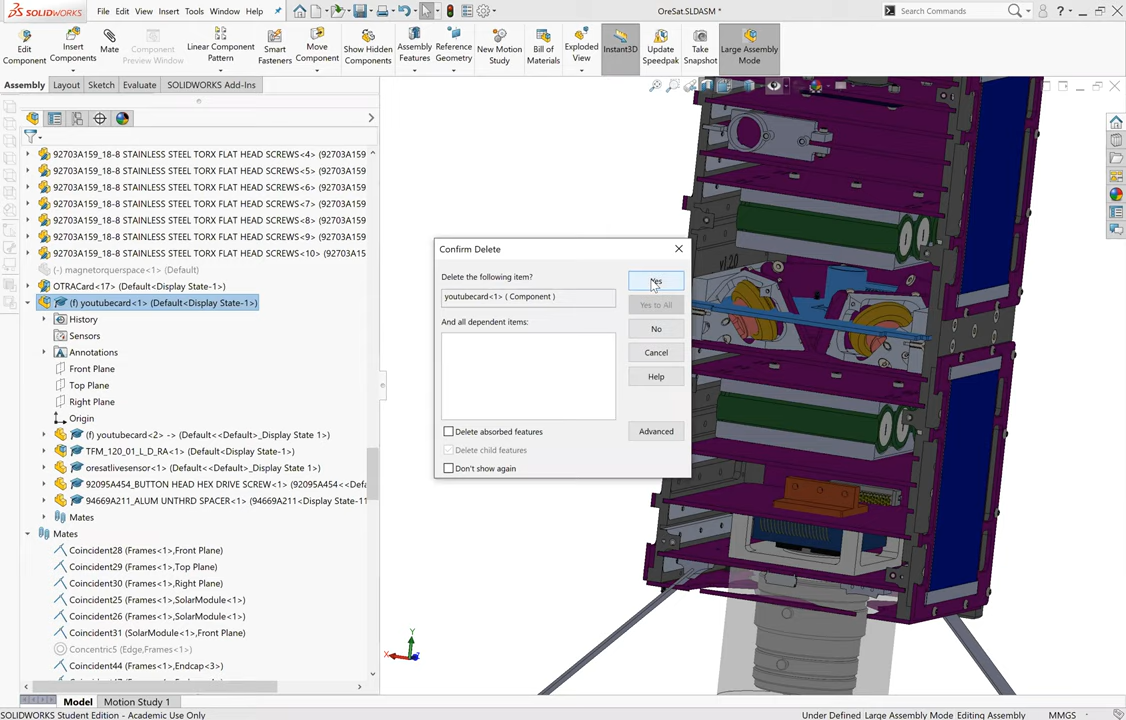 SOLIDWORKS File Edit View Insert Tools Window Help OreSat.SLDASM * Search Commands
Edit Component
Insert Components
Mate
Component Preview Window
Linear Component Pattern
Smart Fasteners
Move Component
Show Hidden Components
Assembly Features
Reference Geometry
New Motion Study
Bill of Materials
Exploded View
Instant3D
Update Speedpak
Take Snapshot
Large Assembly Mode
Assembly Layout Sketch Evaluate SOLIDWORKS Add-Ins
92703A159_18-8 STAINLESS STEEL TORX FLAT HEAD SCREWS<4> (92703A159
92703A159_18-8 STAINLESS STEEL TORX FLAT HEAD SCREWS<5> (92703A159
92703A159_18-8 STAINLESS STEEL TORX FLAT HEAD SCREWS<6> (92703A159
92703A159_18-8 STAINLESS STEEL TORX FLAT HEAD SCREWS<7> (92703A159
92703A159_18-8 STAINLESS STEEL TORX FLAT HEAD SCREWS<8> (92703A159
92703A159_18-8 STAINLESS STEEL TORX FLAT HEAD SCREWS<9> (92703A159
92703A159_18-8 STAINLESS STEEL TORX FLAT HEAD SCREWS<10> (92703A159
(-) magnetorquerspace<1> (Default)
OTRACard<17> (Default<Display State-1>)
(f) youtubecard<1> (Default<Display State-1>)
History
Sensors
Annotations
Front Plane
Top Plane
Right Plane
Origin
(f) youtubecard<2> -> (Default<<Default>_Display State 1>)
TFM_120_01_L_D_RA<1> (Default<Display State-1>)
oresatlivesensor<1> (Default<<Default>_Display State-1>)
92095A454_BUTTON HEAD HEX DRIVE SCREW<1> (92095A454<<De
94669A211_ALUM UNTHRD SPACER<1> (94669A211<Display State-11
Mates
Mates
Coincident28 (Frames<1>,Front Plane)
Coincident29 (Frames<1>,Top Plane)
Coincident30 (Frames<1>,Right Plane)
Coincident25 (Frames<1>,SolarModule<1>)
Coincident26 (Frames<1>,SolarModule<1>)
Coincident31 (SolarModule<1>,Front Plane)
Concentric5 (Edge,Frames<1>)
Coincident44 (Frames<1>,Endcap<3>)
Confirm Delete
Delete the following item?
youtubecard<1> ( Component )
And all dependent items:
Delete absorbed features
Delete child features
Don't show again
Yes
Yes to All
No
Cancel
Help
Advanced
v1.20
Y
X
Z
Model Motion Study 1
SOLIDWORKS Student Edition - Academic Use Only Under Defined Large Assembly Mode Editing Assembly MMGS